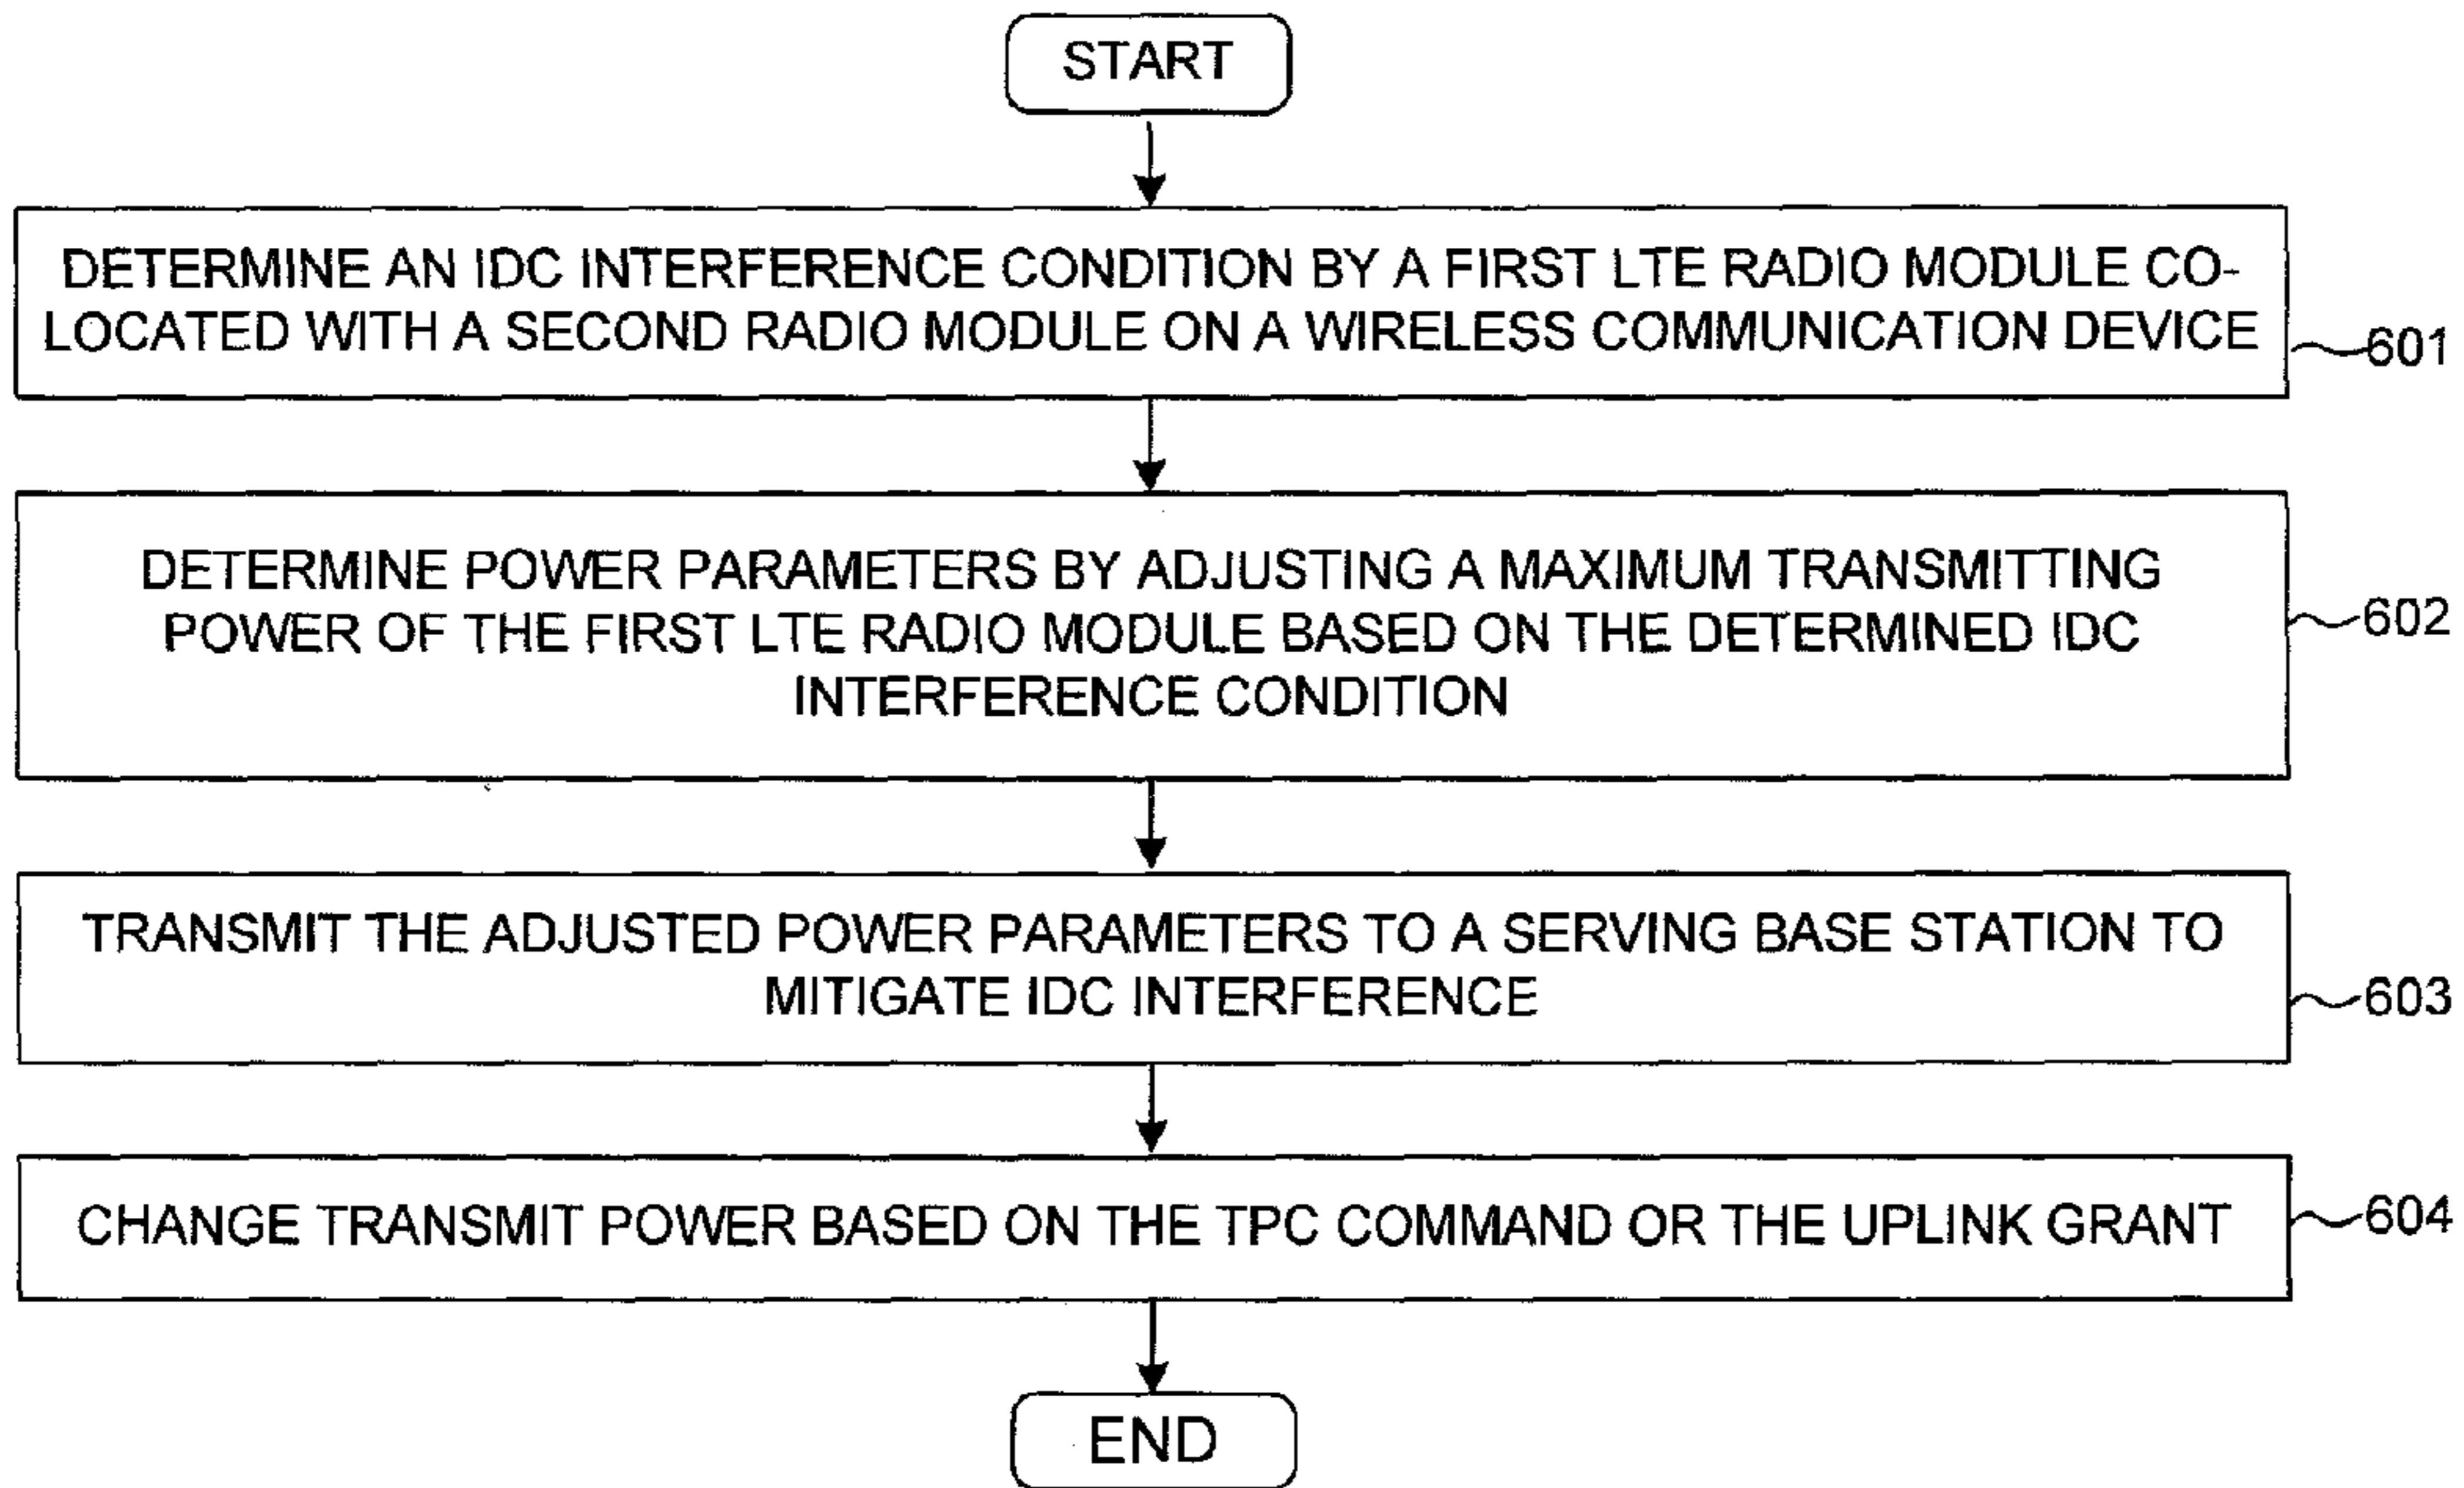 START
DETERMINE AN IDC INTERFERENCE CONDITION BY A FIRST LTE RADIO MODULE CO-
LOCATED WITH A SECOND RADIO MODULE ON A WIRELESS COMMUNICATION DEVICE
601
DETERMINE POWER PARAMETERS BY ADJUSTING A MAXIMUM TRANSMITTING
POWER OF THE FIRST LTE RADIO MODULE BASED ON THE DETERMINED IDC
INTERFERENCE CONDITION
602
TRANSMIT THE ADJUSTED POWER PARAMETERS TO A SERVING BASE STATION TO
MITIGATE IDC INTERFERENCE
603
CHANGE TRANSMIT POWER BASED ON THE TPC COMMAND OR THE UPLINK GRANT
604
END